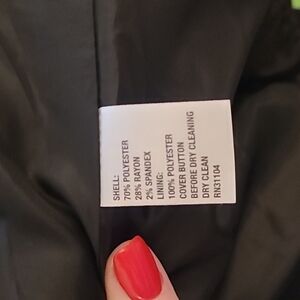 SHELL:
70% POLYESTER
28% RAYON
2% SPANDEX
LINING:
100% POLYESTER
COVER BUTTON
BEFORE DRY CLEANING
DRY CLEAN
RN31104